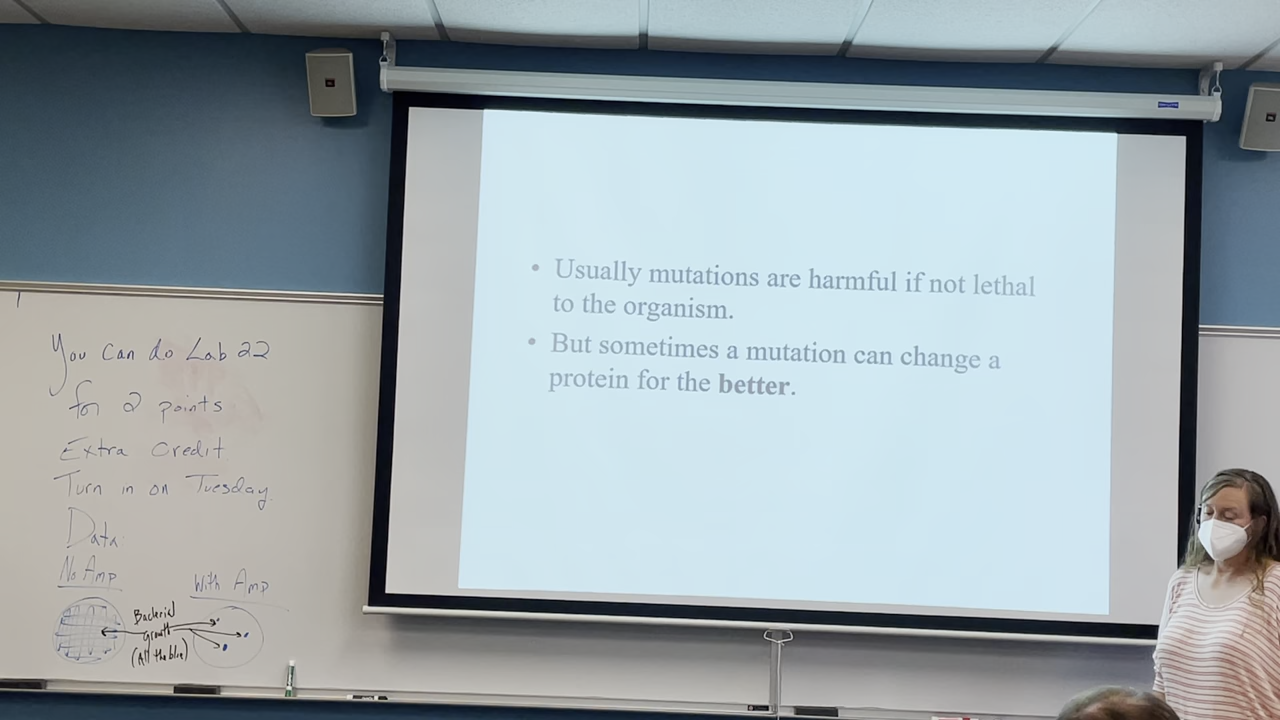 • Usually mutations are harmful if not lethal
to the organism.
• But sometimes a mutation can change a
protein for the better.
You can do Lab 22
for 2 points
Extra Credit
Turn in on Tuesday.
Data:
No Amp
With Amp
Bacterial
Growth
(All the blue)